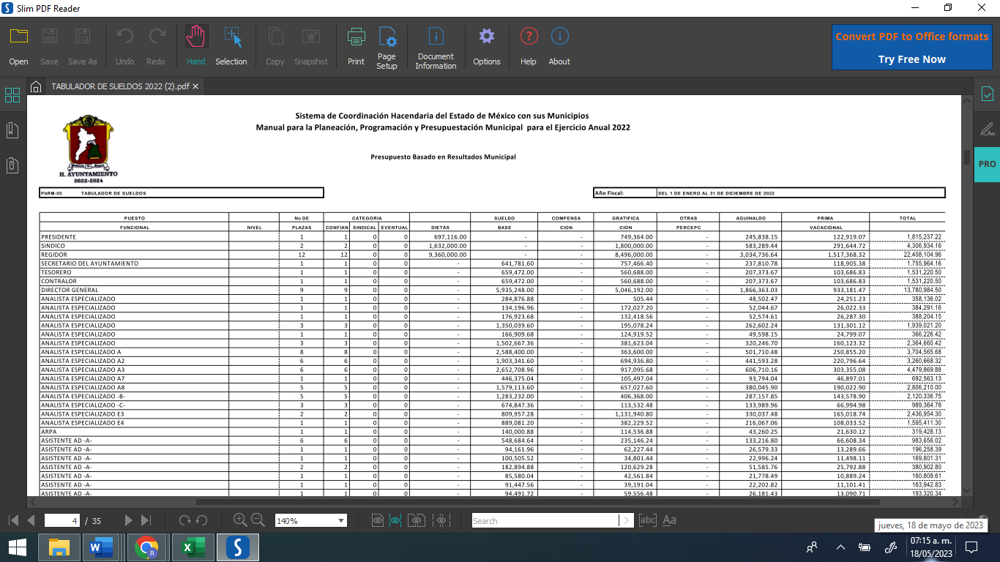 Slim PDF Reader
Open Save Save As Undo Redo Hand Selection Copy Snapshot Print Page Setup Document Information Options Help About
Convert PDF to Office formats
Try Free Now
TABULADOR DE SUELDOS 2022 (2).pdf
PRO
Sistema de Coordinación Hacendaria del Estado de México con sus Municipios
Manual para la Planeación, Programación y Presupuestación Municipal para el Ejercicio Anual 2022
Presupuesto Basado en Resultados Municipal
H. AYUNTAMIENTO
2022-2024
PbRM-05 TABULADOR DE SUELDOS Año Fiscal: DEL 1 DE ENERO AL 31 DE DICIEMBRE DE 2022
PUESTO No DE CATEGORIA SUELDO COMPENSA GRATIFICA OTRAS AGUINALDO PRIMA TOTAL
FUNCIONAL NIVEL PLAZAS CONFIAN SINDICAL EVENTUAL DIETAS BASE CION CION PERCEPC VACACIONAL
PRESIDENTE 1 1 0 0 697,116.00 - - 749,364.00 - 245,838.15 122,919.07 1,815,237.22
SINDICO 2 2 0 0 1,632,000.00 - - 1,800,000.00 - 583,289.44 291,644.72 4,306,934.16
REGIDOR 12 12 0 0 9,360,000.00 - - 8,496,000.00 - 3,034,736.64 1,517,368.32 22,408,104.96
SECRETARIO DEL AYUNTAMIENTO 1 1 0 0 - 641,781.60 - 757,466.40 - 237,810.78 118,905.38 1,755,964.16
TESORERO 1 1 0 0 - 659,472.00 - 560,688.00 - 207,373.67 103,686.83 1,531,220.50
CONTRALOR 1 1 0 0 - 659,472.00 - 560,688.00 - 207,373.67 103,686.83 1,531,220.50
DIRECTOR GENERAL 9 9 0 0 - 5,935,248.00 - 5,046,192.00 - 1,866,363.03 933,181.47 13,780,984.50
ANALISTA ESPECIALIZADO 1 1 0 0 - 284,876.88 - 505.44 - 48,502.47 24,251.23 358,136.02
ANALISTA ESPECIALIZADO 1 1 0 0 - 134,196.96 - 172,027.20 - 52,044.67 26,022.33 384,291.16
ANALISTA ESPECIALIZADO 1 1 0 0 - 176,923.68 - 132,418.56 - 52,574.61 26,287.30 388,204.15
ANALISTA ESPECIALIZADO 3 3 0 0 - 1,350,039.60 - 195,078.24 - 262,602.24 131,301.12 1,939,021.20
ANALISTA ESPECIALIZADO 1 1 0 0 - 166,909.68 - 124,919.52 - 49,598.15 24,799.07 366,226.42
ANALISTA ESPECIALIZADO 3 3 0 0 - 1,502,667.36 - 381,623.04 - 320,246.70 160,123.32 2,364,660.42
ANALISTA ESPECIALIZADO A 8 8 0 0 - 2,588,400.00 - 363,600.00 - 501,710.48 250,855.20 3,704,565.68
ANALISTA ESPECIALIZADO A2 6 6 0 0 - 1,903,341.60 - 694,936.80 - 441,593.28 220,796.64 3,260,668.32
ANALISTA ESPECIALIZADO A3 6 6 0 0 - 2,652,708.96 - 917,095.68 - 606,710.16 303,355.08 4,479,869.88
ANALISTA ESPECIALIZADO A7 1 1 0 0 - 446,375.04 - 105,497.04 - 93,794.04 46,897.01 692,563.13
ANALISTA ESPECIALIZADO A8 5 5 0 0 - 1,579,113.60 - 657,027.60 - 380,045.90 190,022.90 2,806,210.00
ANALISTA ESPECIALIZADO -B- 5 5 0 0 - 1,283,232.00 - 406,368.00 - 287,157.85 143,578.90 2,120,336.75
ANALISTA ESPECIALIZADO -C- 3 3 0 0 - 674,847.36 - 113,532.48 - 133,989.96 66,994.98 989,364.78
ANALISTA ESPECIALIZADO E3 2 2 0 0 - 809,957.28 - 1,131,940.80 - 330,037.48 165,018.74 2,436,954.30
ANALISTA ESPECIALIZADO E4 1 1 0 0 - 889,081.20 - 382,229.52 - 216,067.06 108,033.52 1,595,411.30
ARPA 1 1 0 0 - 140,000.88 - 114,536.88 - 43,260.25 21,630.12 319,428.13
ASISTENTE AD -A- 6 6 0 0 - 548,684.64 - 235,146.24 - 133,216.80 66,608.34 983,656.02
ASISTENTE AD -A- 1 1 0 0 - 94,161.96 - 62,227.44 - 26,579.33 13,289.66 196,258.39
ASISTENTE AD -A- 1 1 0 0 - 100,505.52 - 34,801.44 - 22,996.24 11,498.11 169,801.31
ASISTENTE AD -A- 2 2 0 0 - 182,894.88 - 120,629.28 - 51,585.76 25,792.88 380,902.80
ASISTENTE AD -A- 1 1 0 0 - 85,580.04 - 42,561.84 - 21,778.49 10,889.24 160,809.61
ASISTENTE AD -A- 1 1 0 0 - 91,447.56 - 39,191.04 - 22,202.82 11,101.41 163,942.83
ASISTENTE AD -A- 1 1 0 0 - 94,491.72 - 59,556.48 - 26,181.43 13,090.71 193,320.34
4 / 35 140% Search [abc] Aa
jueves, 18 de mayo de 2023
07:15 a. m.
18/05/2023